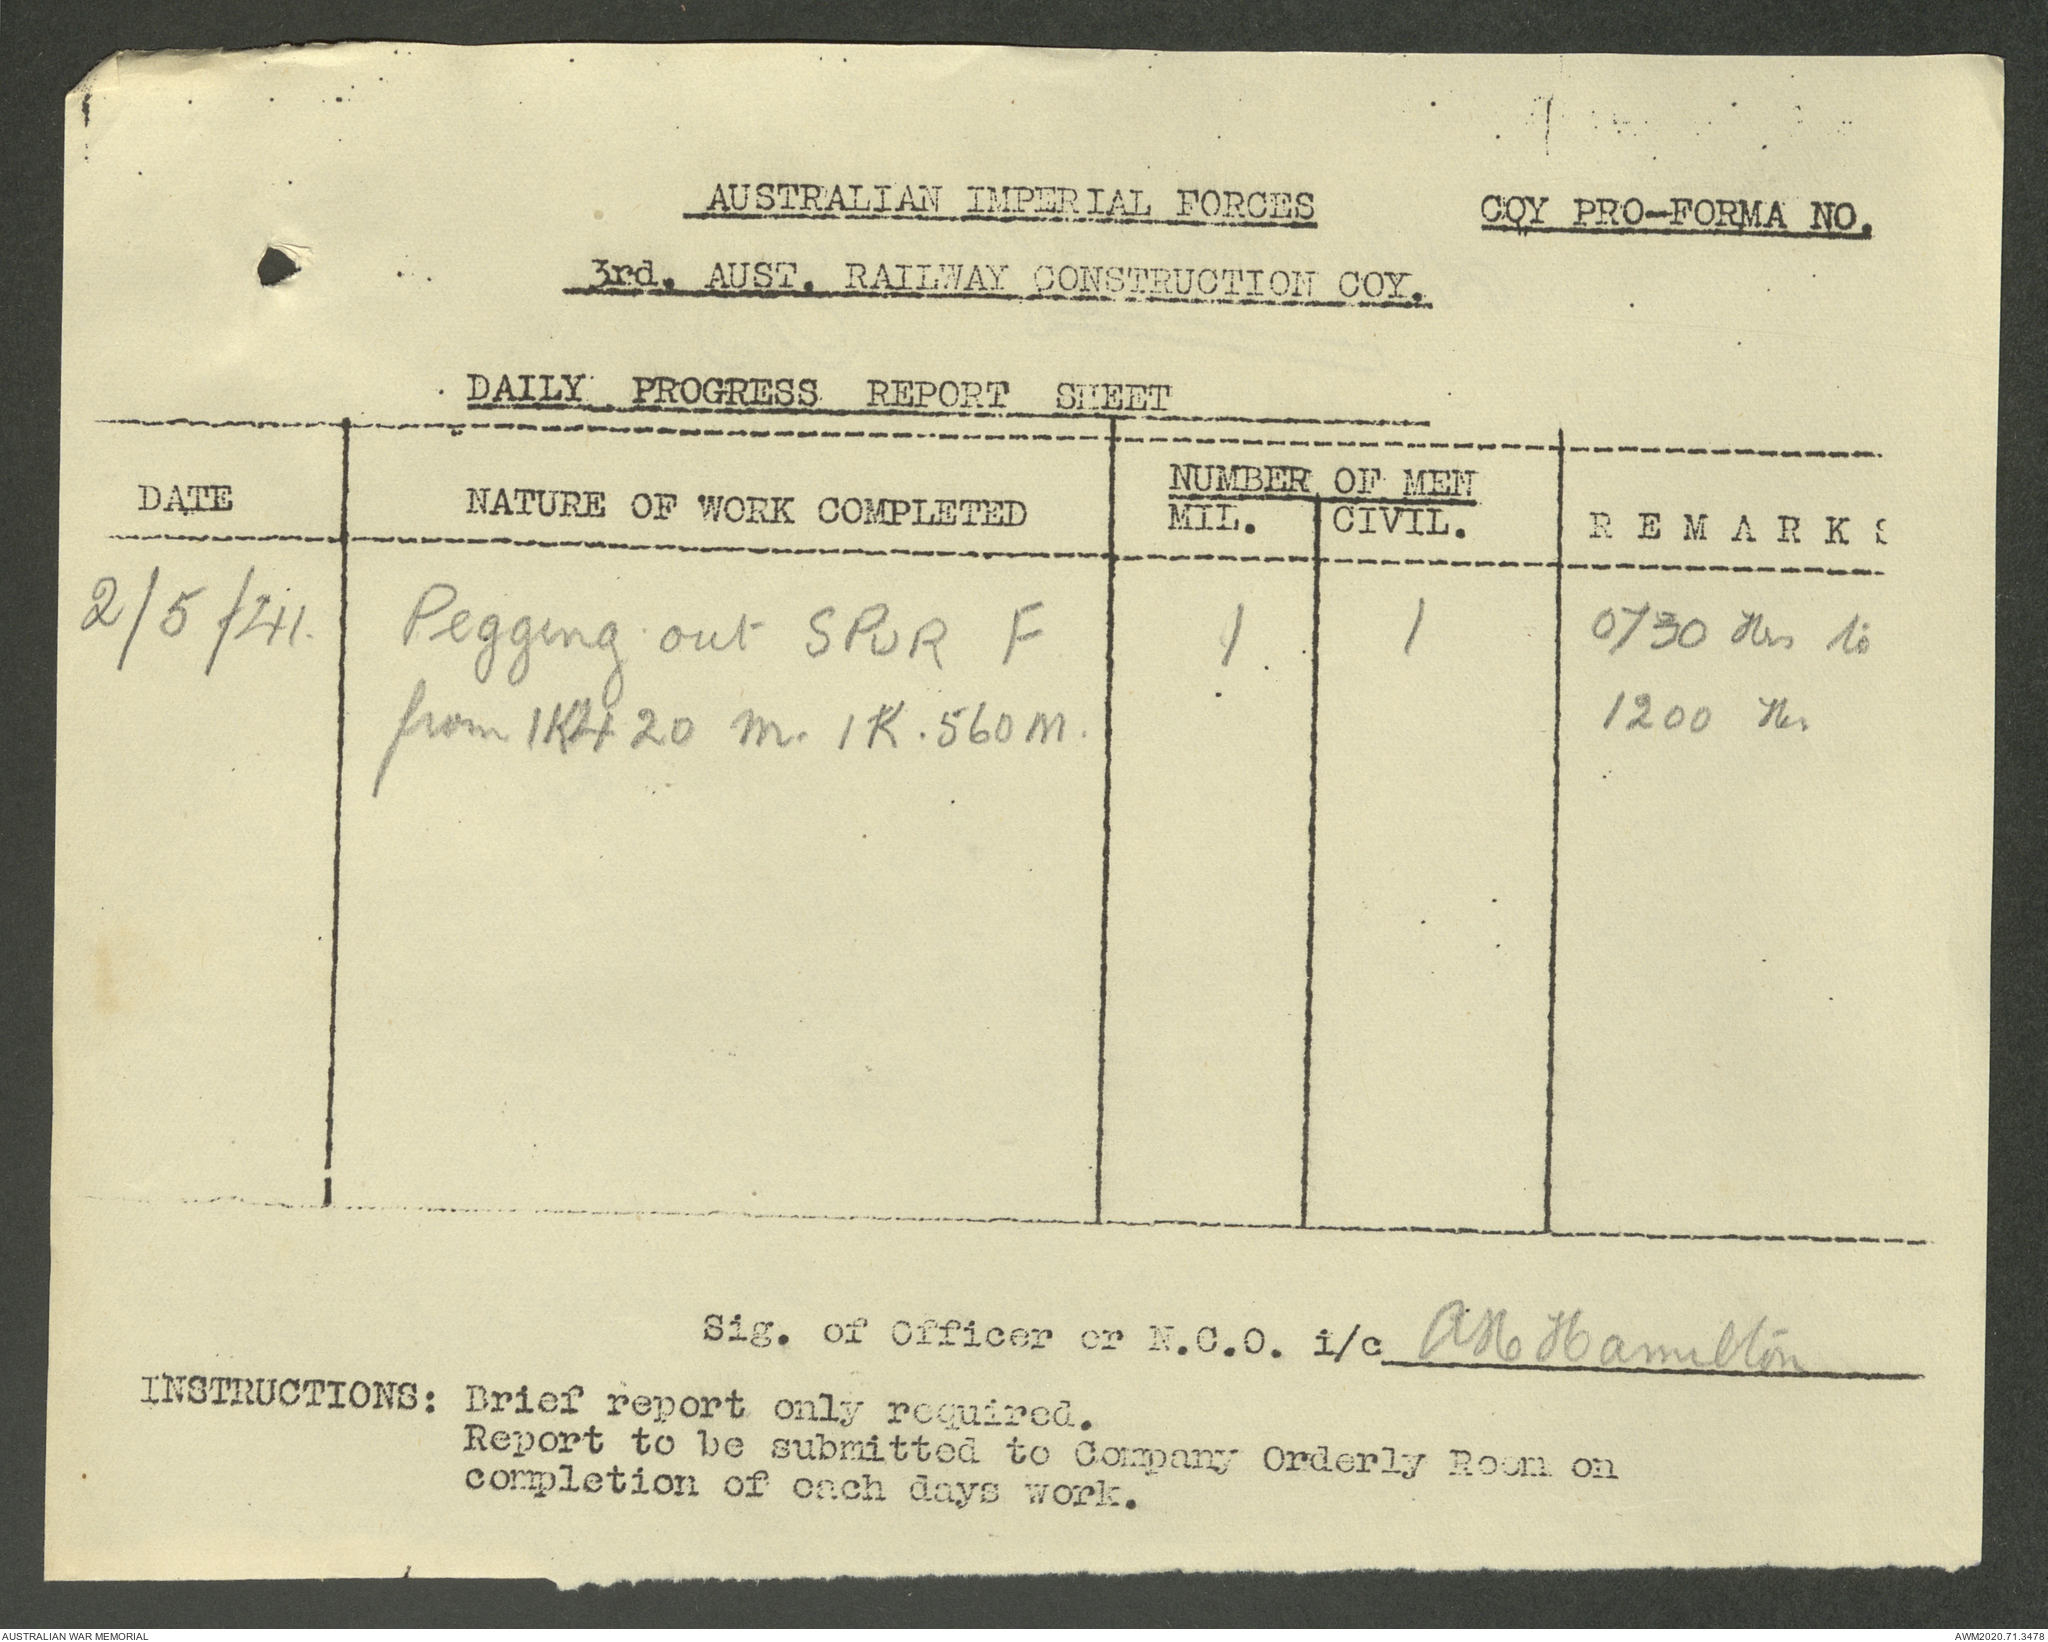 AUSTRALIAN IMPERIAL FORCES
COY PRO-FORMA NO.
3rd. AUST. RAILWAY CONSTRUCTION COY.
DAILY PROGRESS REPORT SHEET
DATE
NATURE OF WORK COMPLETED
NUMBER OF MEN
MIL. CIVIL.
REMARKS
2/5/41. Pegging out SPUR F 1 1 0730 Hrs to
from 1K420 m. 1K.560M. 1200 Hrs
Sig. of Officer or N.C.O. i/c AH Hamilton
INSTRUCTIONS: Brief report only required.
Report to be submitted to Company Orderly Room on
completion of each days work.
AUSTRALIAN WAR MEMORIAL
AWM2020.71.3478